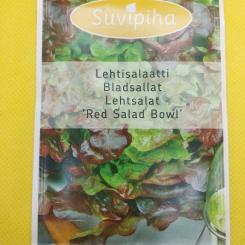 Suvipiha
Lehtisalaatti
Bladsallat
Lehtsalat
'Red Salad Bowl'